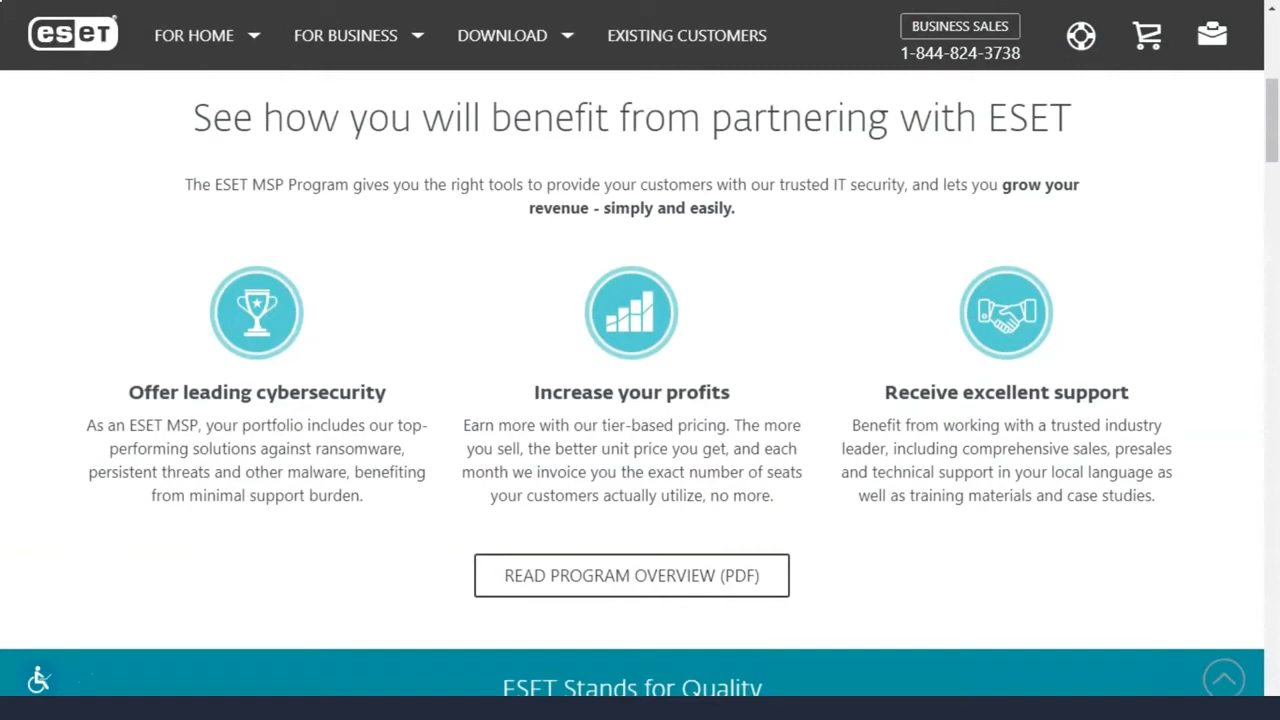 eseT
FOR HOME
FOR BUSINESS
DOWNLOAD
EXISTING CUSTOMERS
BUSINESS SALES
1-844-824-3738
See how you will benefit from partnering with ESET
The ESET MSP Program gives you the right tools to provide your customers with our trusted IT security, and lets you grow your
revenue - simply and easily.
Offer leading cybersecurity
As an ESET MSP, your portfolio includes our top-
performing solutions against ransomware,
persistent threats and other malware, benefiting
from minimal support burden.
Increase your profits
Earn more with our tier-based pricing. The more
you sell, the better unit price you get, and each
month we invoice you the exact number of seats
your customers actually utilize, no more.
Receive excellent support
Benefit from working with a trusted industry
leader, including comprehensive sales, presales
and technical support in your local language as
well as training materials and case studies.
READ PROGRAM OVERVIEW (PDF)
ESET Stands for Quality